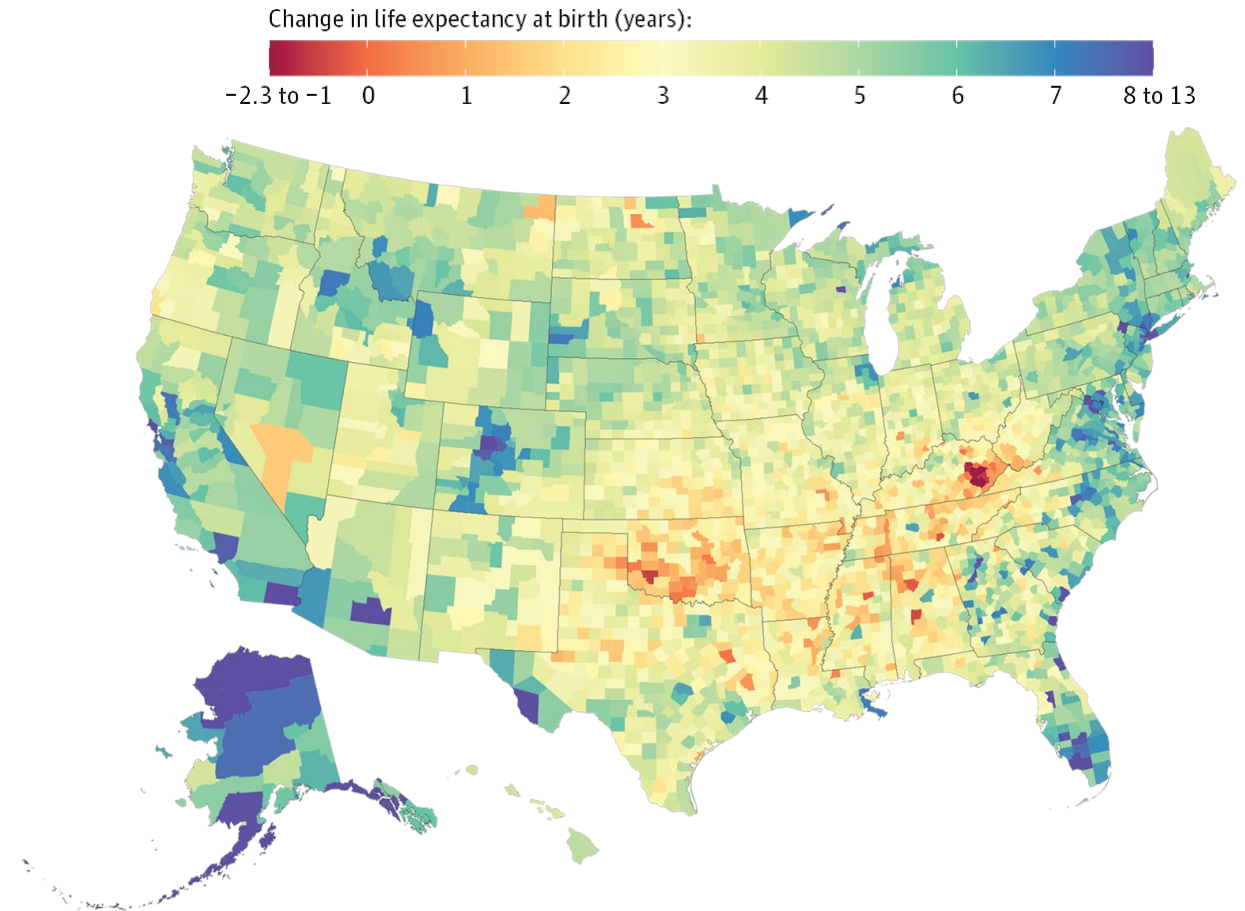 Change in life expectancy at birth (years):
−2.3 to −1 0 1 2 3 4 5 6 7 8 to 13